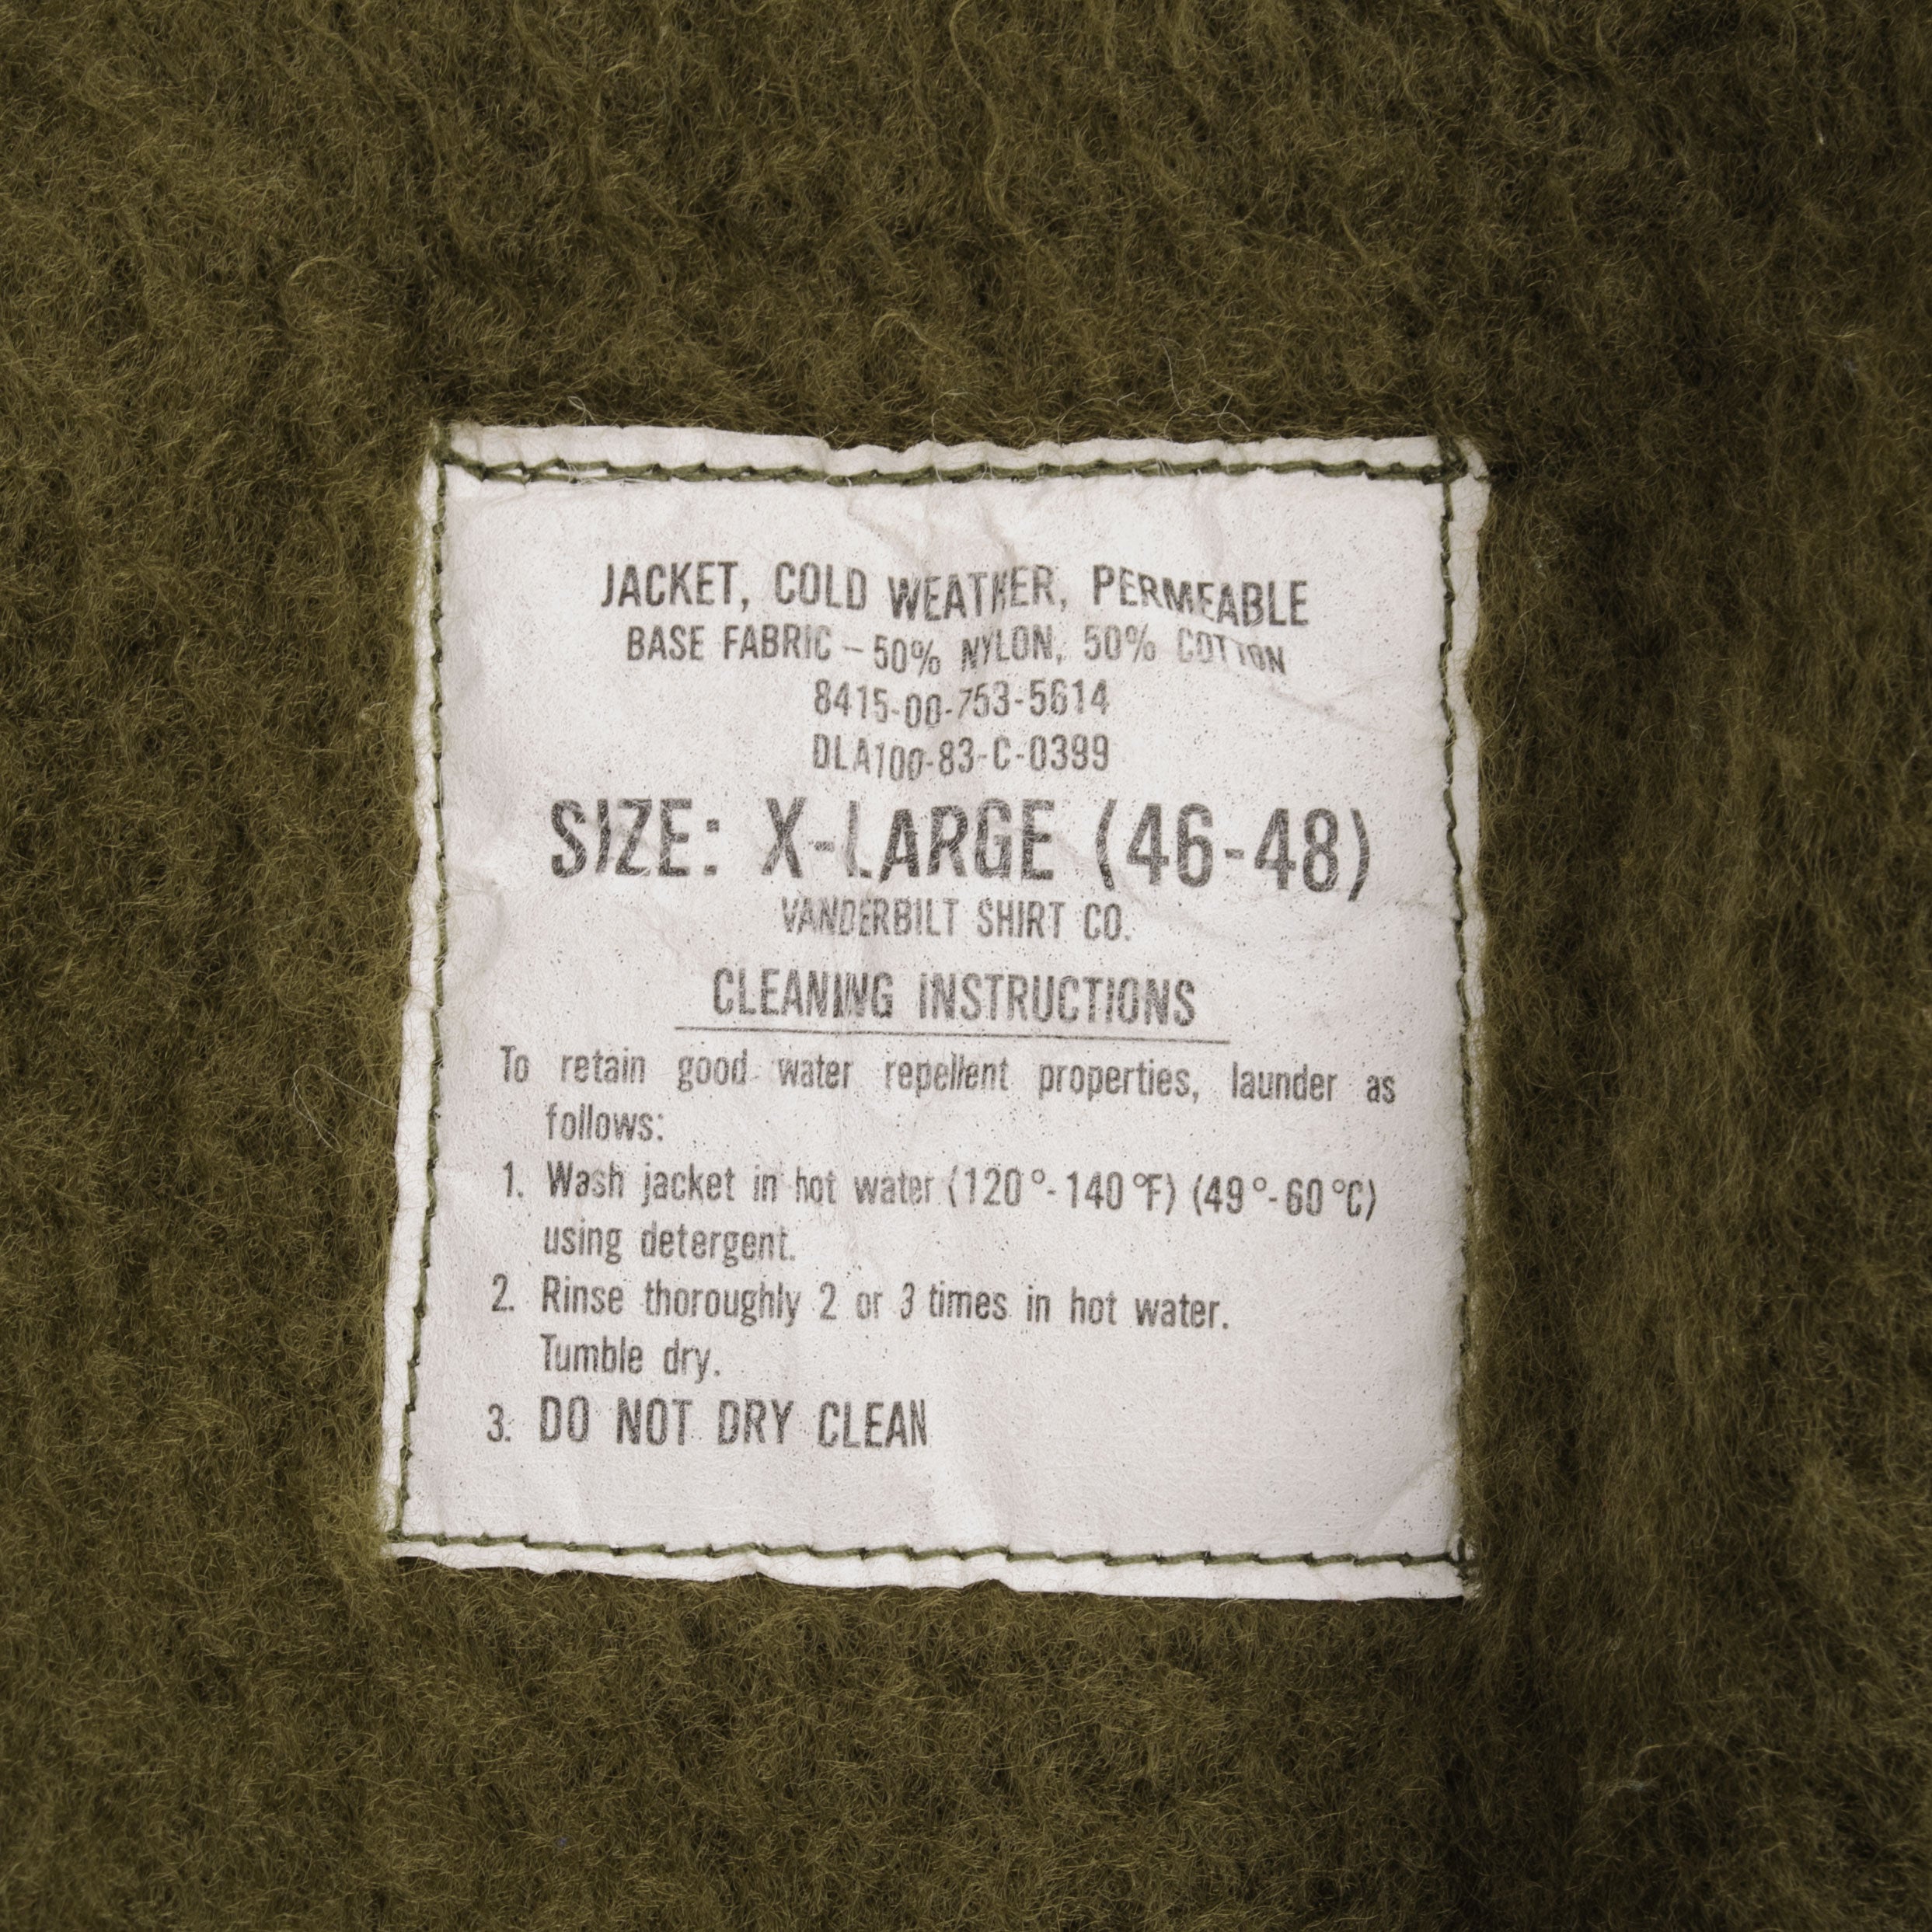 JACKET, COLD WEATHER, PERMEABLE
BASE FABRIC – 50% NYLON, 50% COTTON
8415-00-753-5614
DLA100-83-C-0399
SIZE: X-LARGE (46-48)
VANDERBILT SHIRT CO.
CLEANING INSTRUCTIONS
To retain good water repellent properties, launder as
follows:
1. Wash jacket in hot water (120°-140°F) (49°-60°C)
using detergent.
2. Rinse thoroughly 2 or 3 times in hot water.
Tumble dry.
3. DO NOT DRY CLEAN